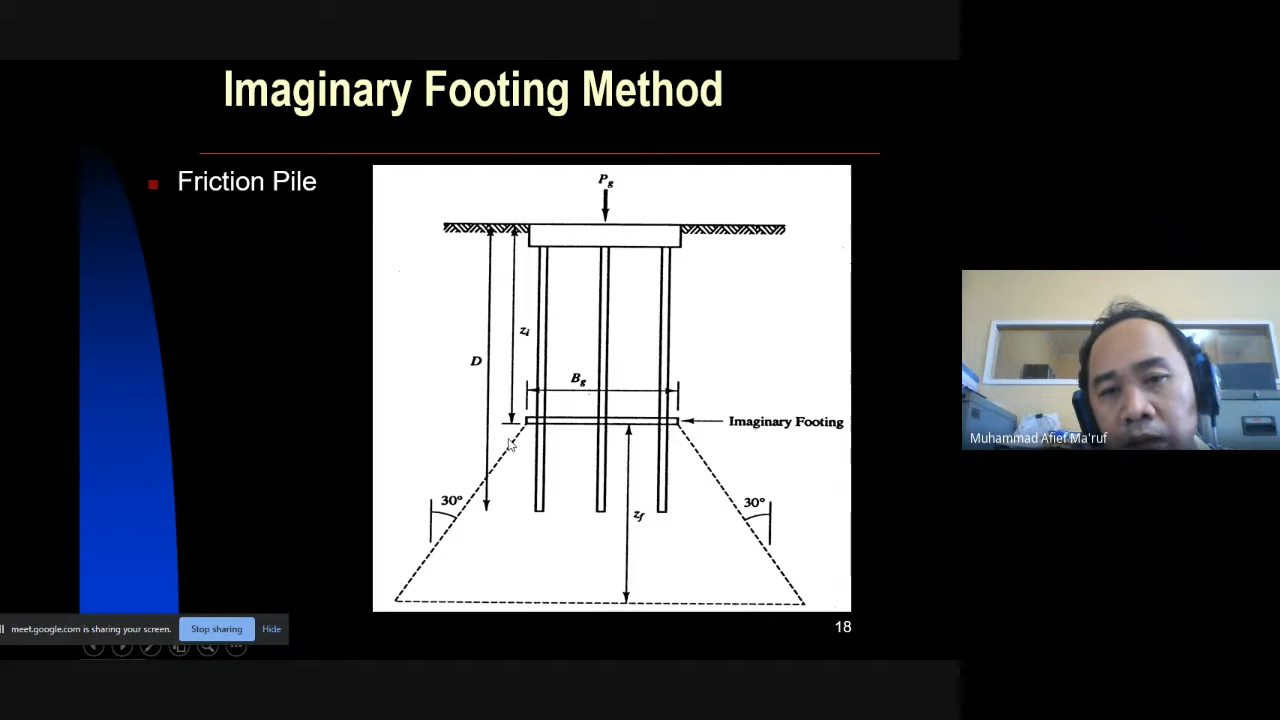 Imaginary Footing Method
Friction Pile
Pg
zi
D
Bg
Imaginary Footing
30°
30°
zf
Muhammad Afief Ma'ruf
18
meet.google.com is sharing your screen.
Stop sharing
Hide